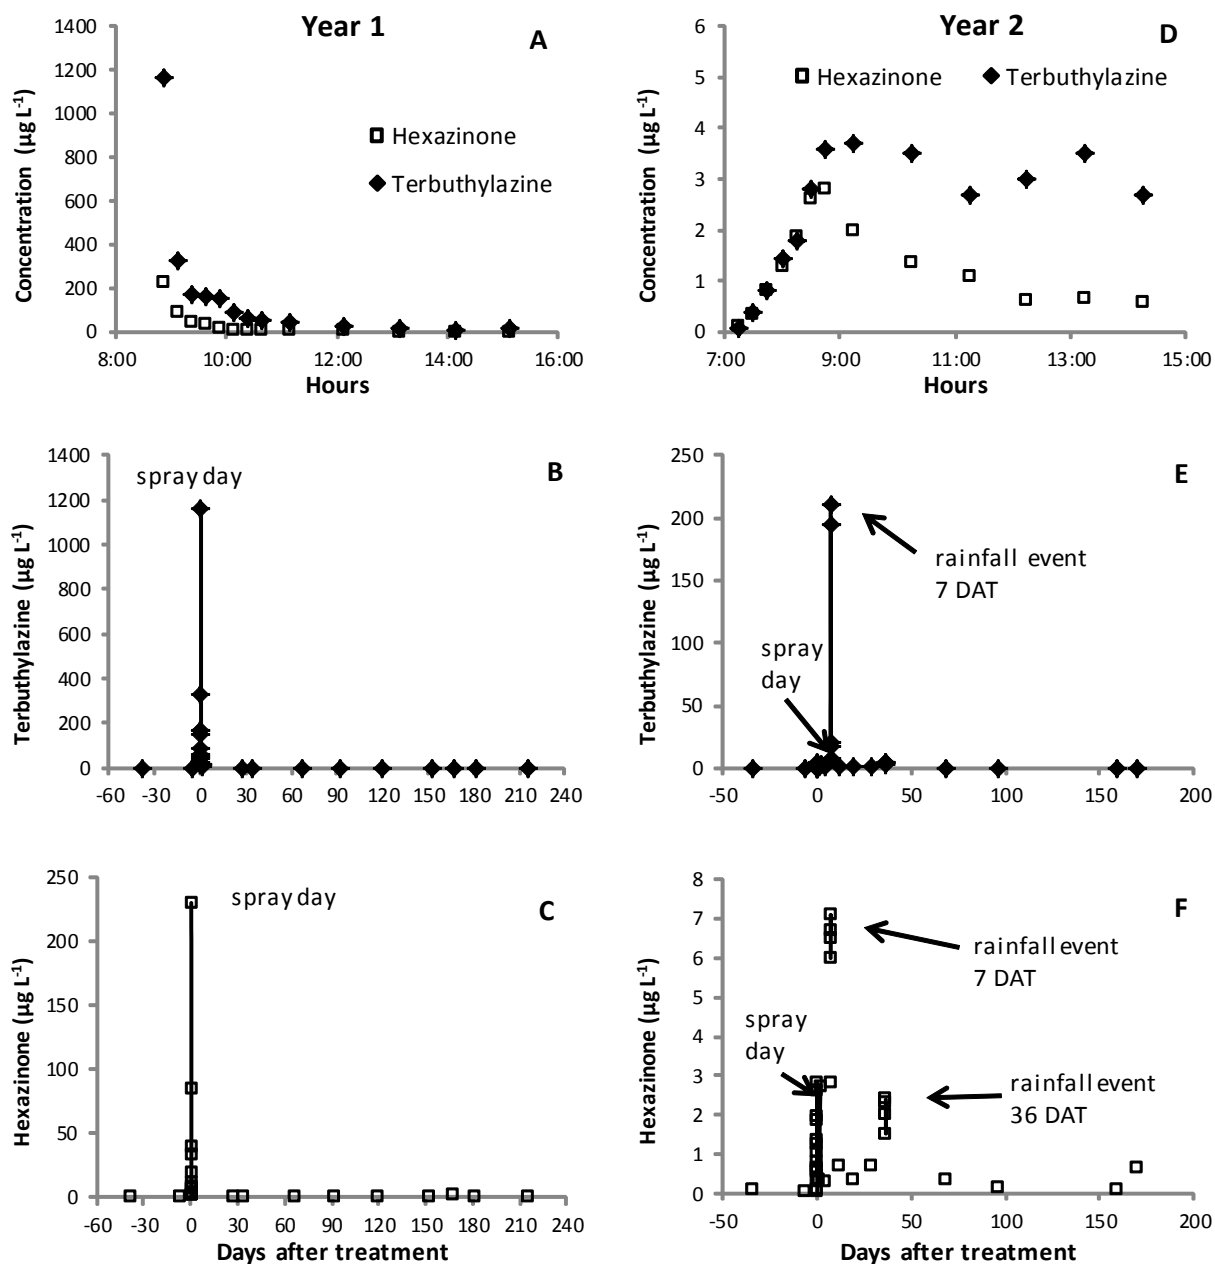 Year 1
A
1400
1200
1000
800
600
400
200
0
Concentration (µg L⁻¹)
Hexazinone
Terbuthylazine
8:00 10:00 12:00 14:00 16:00
Hours
Year 2
D
6
5
4
3
2
1
0
Concentration (µg L⁻¹)
Hexazinone Terbuthylazine
7:00 9:00 11:00 13:00 15:00
Hours
B
1400
1200
1000
800
600
400
200
0
Terbuthylazine (µg L⁻¹)
spray day
-60 -30 0 30 60 90 120 150 180 210 240
E
250
200
150
100
50
0
Terbuthylazine (µg L⁻¹)
rainfall event
7 DAT
spray
day
-50 0 50 100 150 200
C
250
200
150
100
50
0
Hexazinone (µg L⁻¹)
spray day
-60 -30 0 30 60 90 120 150 180 210 240
Days after treatment
F
8
7
6
5
4
3
2
1
0
Hexazinone (µg L⁻¹)
rainfall event
7 DAT
spray
day
rainfall event
36 DAT
-50 0 50 100 150 200
Days after treatment